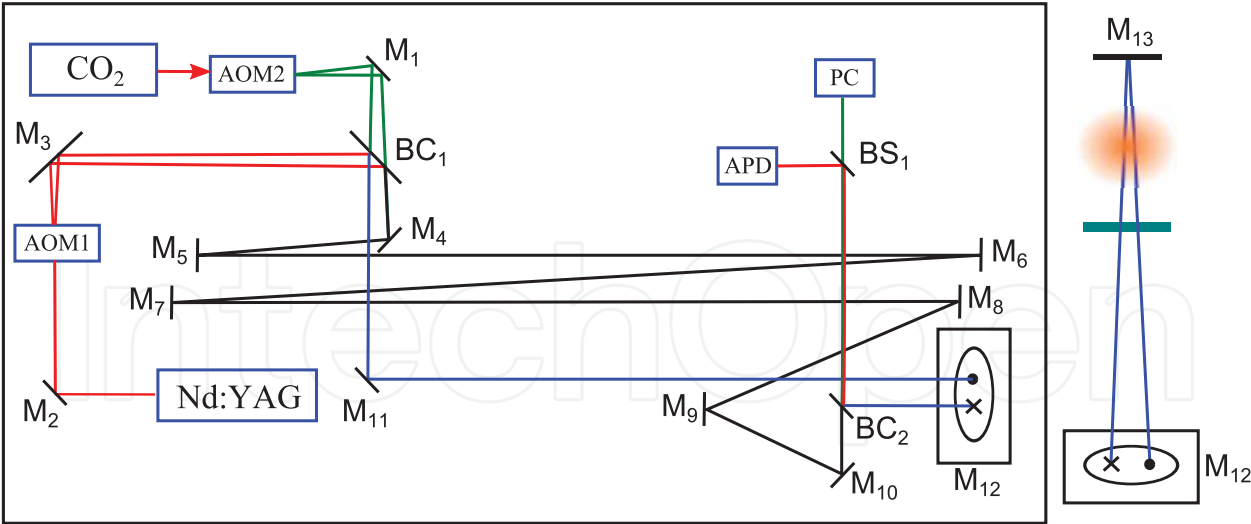 M13
CO2
AOM2
M1
PC
M3
BC1
BS1
APD
AOM1
M4
M5
M6
M7
M8
Nd:YAG
M2
M11
M9
BC2
M12
M10
M12
IntechOpen